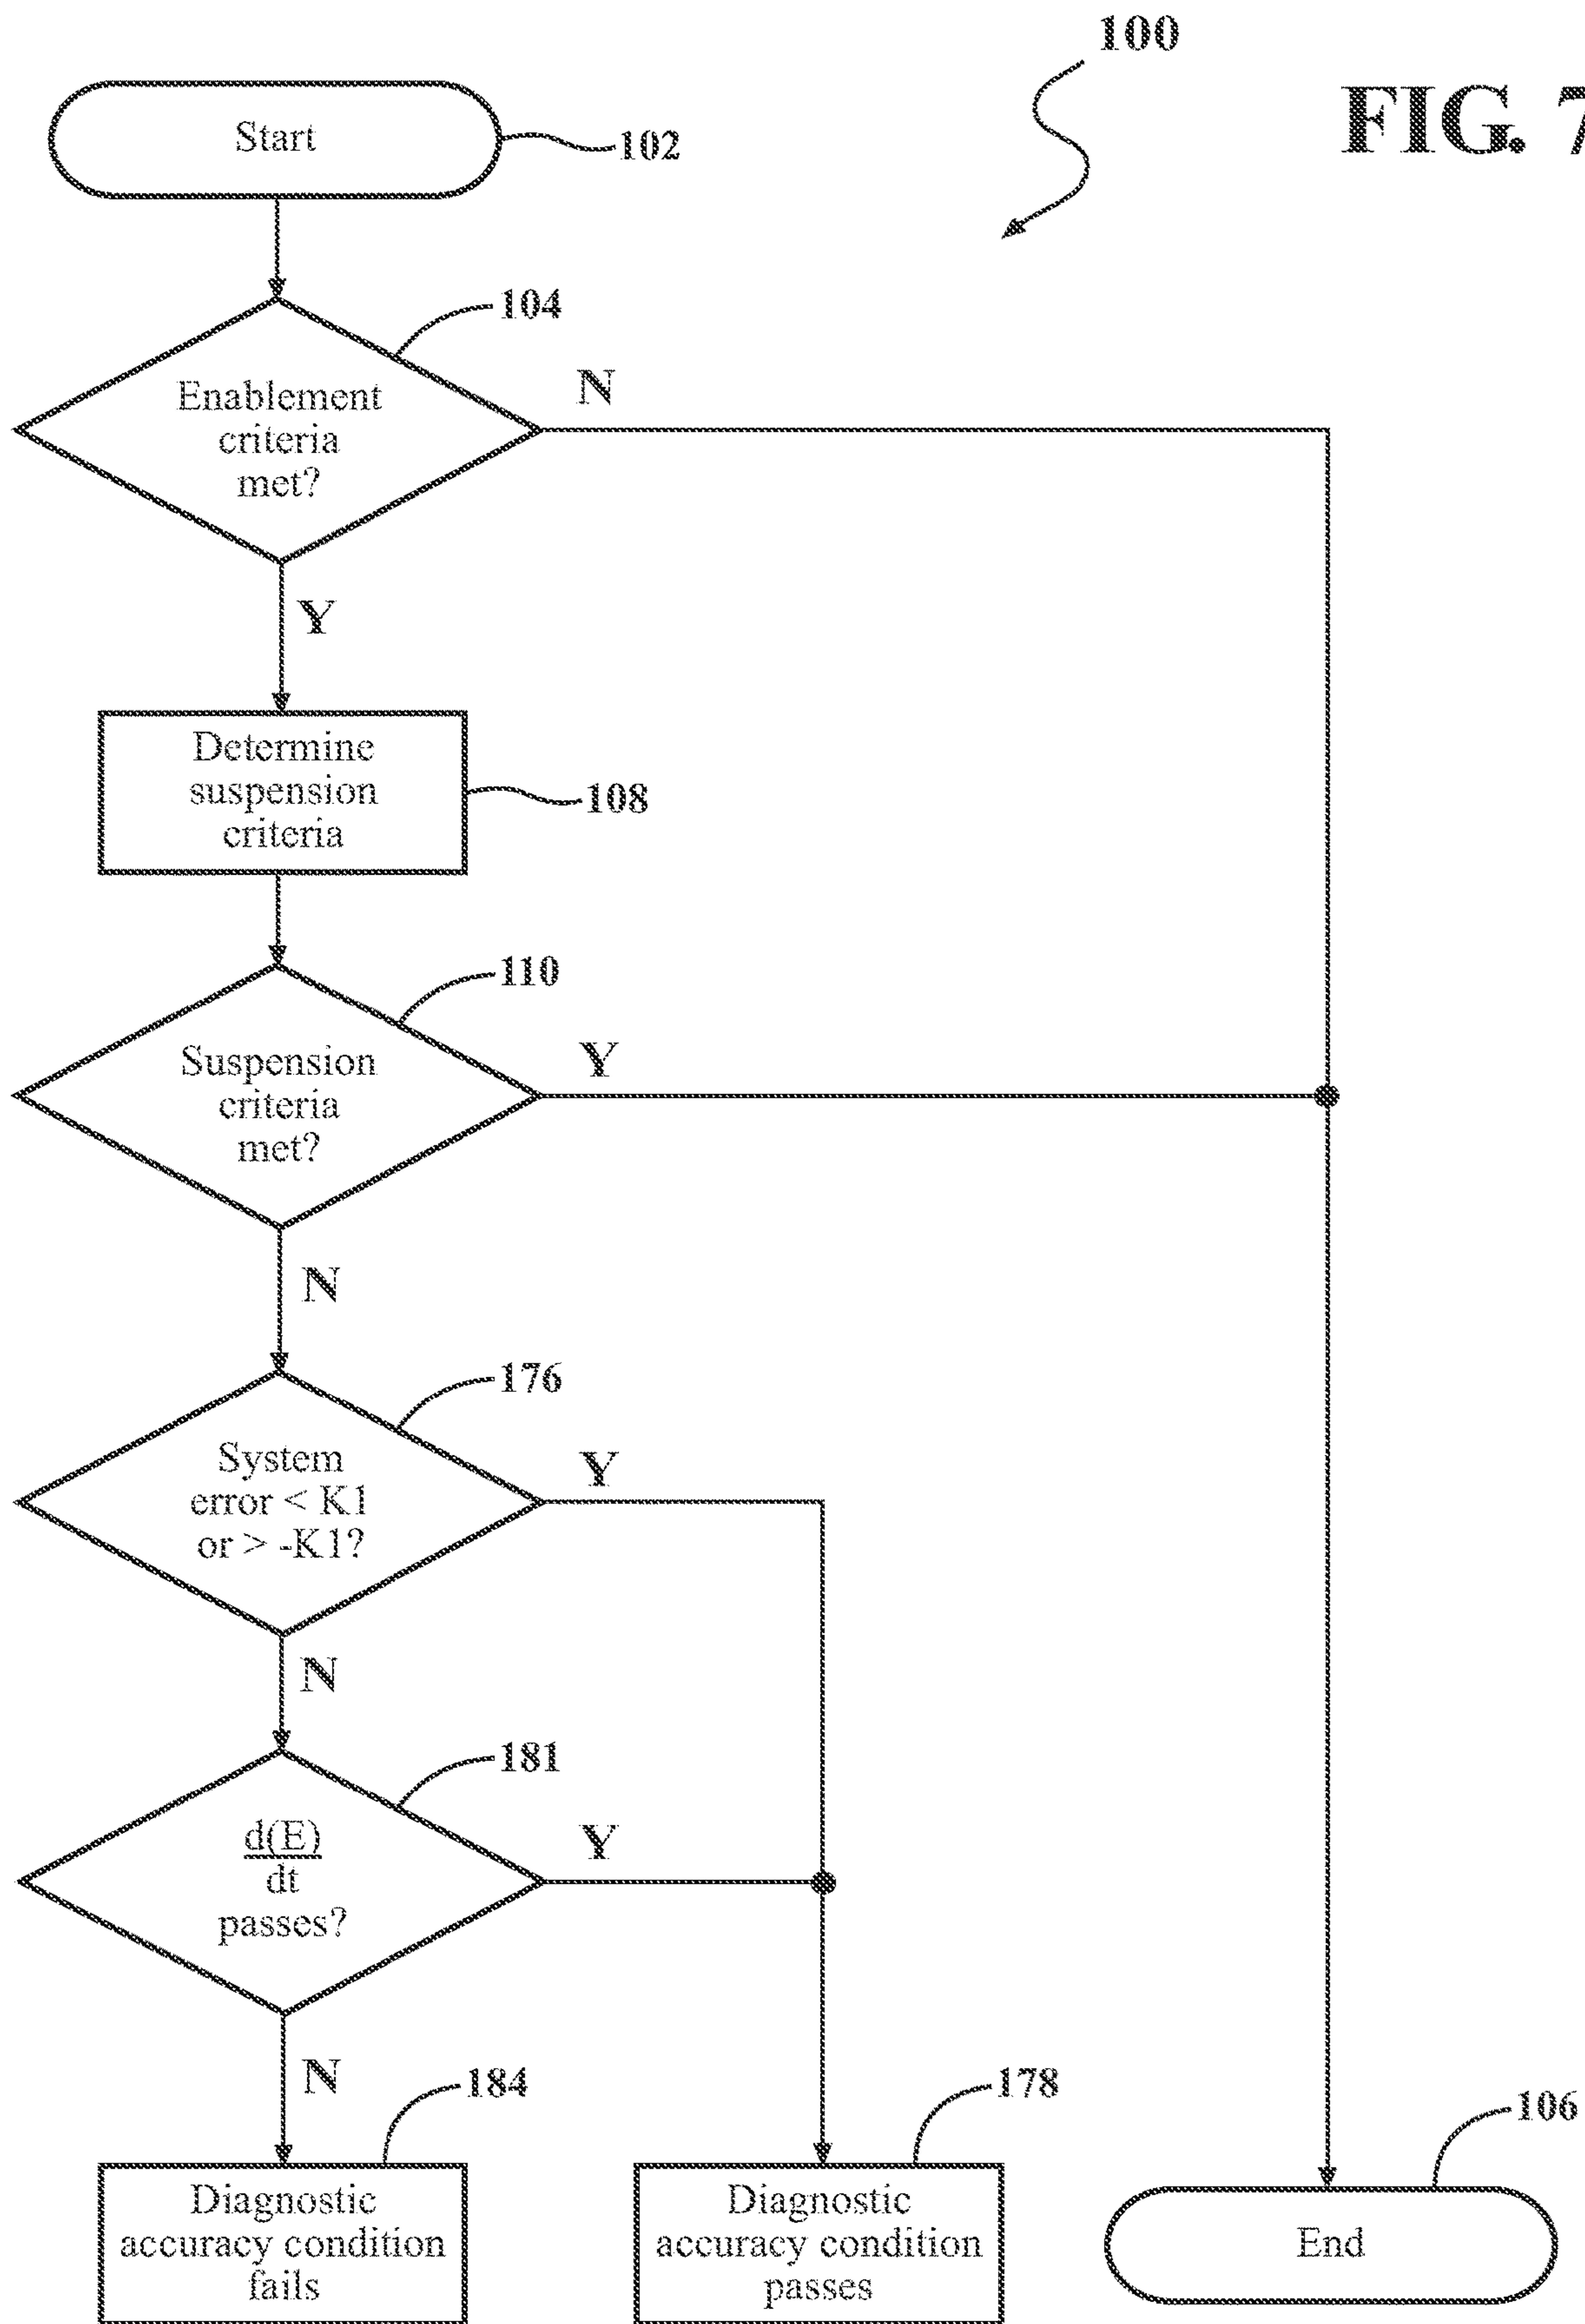 100
FIG. 7
Start
102
104
Enablement
criteria
met?
N
Y
Determine
suspension
criteria
108
110
Suspension
criteria
met?
Y
N
176
System
error < K1
or > -K1?
Y
N
181
d(E)
dt
passes?
Y
N
184
178
106
Diagnostic
accuracy condition
fails
Diagnostic
accuracy condition
passes
End